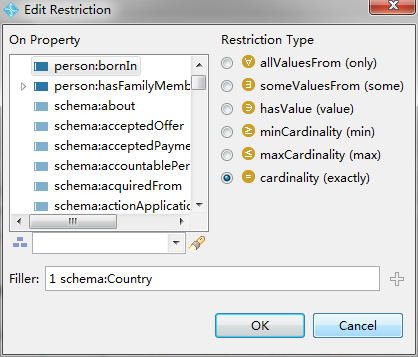 Edit Restriction
On Property
person:bornIn
person:hasFamilyMemb
schema:about
schema:acceptedOffer
schema:acceptedPayme
schema:accountablePer
schema:acquiredFrom
schema:actionApplication
Restriction Type
allValuesFrom (only)
someValuesFrom (some)
hasValue (value)
minCardinality (min)
maxCardinality (max)
cardinality (exactly)
Filler:
1 schema:Country
OK
Cancel